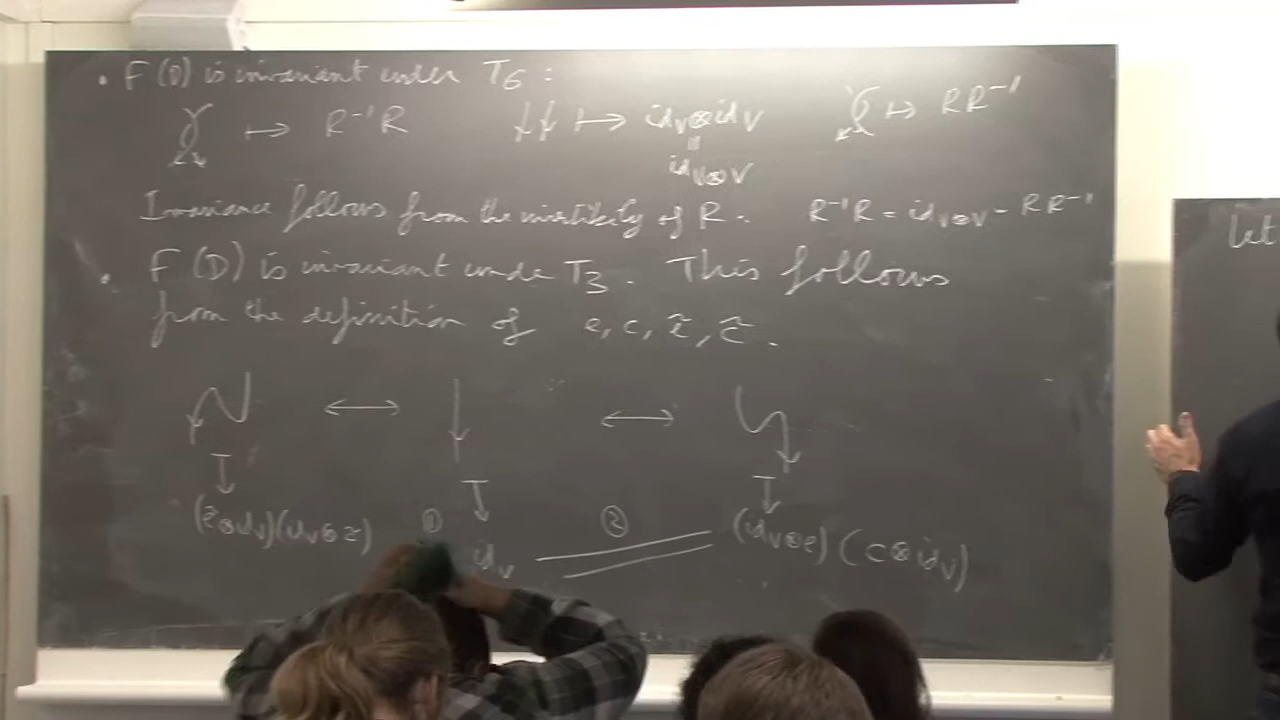 • F(D) is invariant under T6 :
↦ R⁻¹R ↦ idV⊗idV ↦ RR⁻¹
=
idV⊗V
Invariance follows from the invertibility of R. R⁻¹R = idV⊗V = RR⁻¹
• F(D) is invariant under T3. This follows
from the definition of e, c, ẽ, c̃.
↔ ↔
(ẽ⊗idV)(idV⊗c̃) ① idV ② (idV⊗e)(c⊗idV)
Let